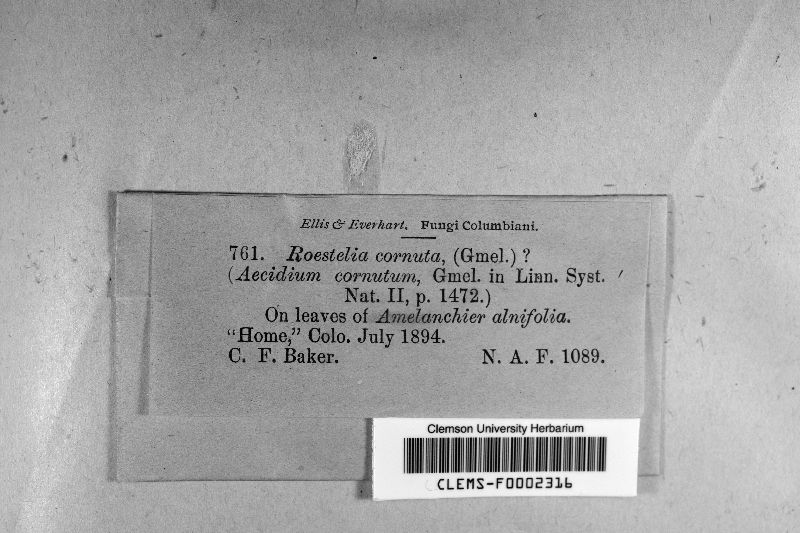 Ellis & Everhart. Fungi Columbiani.
761. Roestelia cornuta, (Gmel.) ?
(Aecidium cornutum, Gmel. in Linn. Syst.
Nat. II, p. 1472.)
On leaves of Amelanchier alnifolia.
"Home," Colo. July 1894.
C. F. Baker. N. A. F. 1089.
Clemson University Herbarium
CLEMS-F0002316